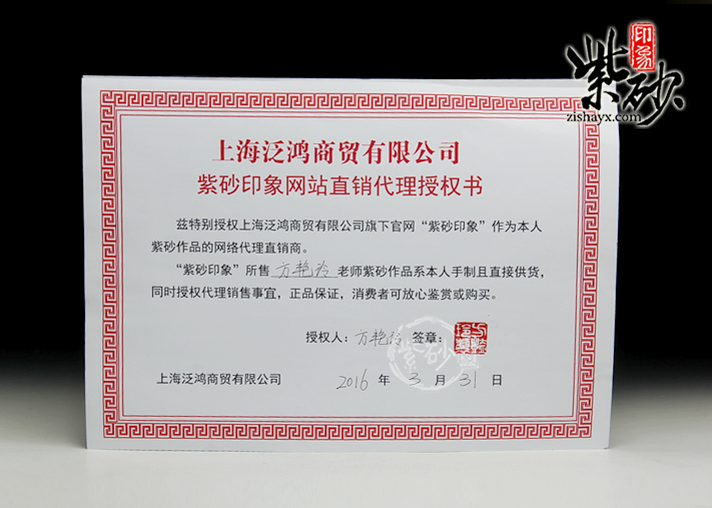 印象
紫砂
zishayx.com
上海泛鸿商贸有限公司
紫砂印象网站直销代理授权书
兹特别授权上海泛鸿商贸有限公司旗下官网“紫砂印象”作为本人
紫砂作品的网络代理直销商。
“紫砂印象”所售 方艳玲 老师紫砂作品系本人手制且直接供货，
同时授权代理销售事宜，正品保证，消费者可放心鉴赏或购买。
授权人：方艳玲 签章：
紫砂
上海泛鸿商贸有限公司 2016 年 3 月 31 日